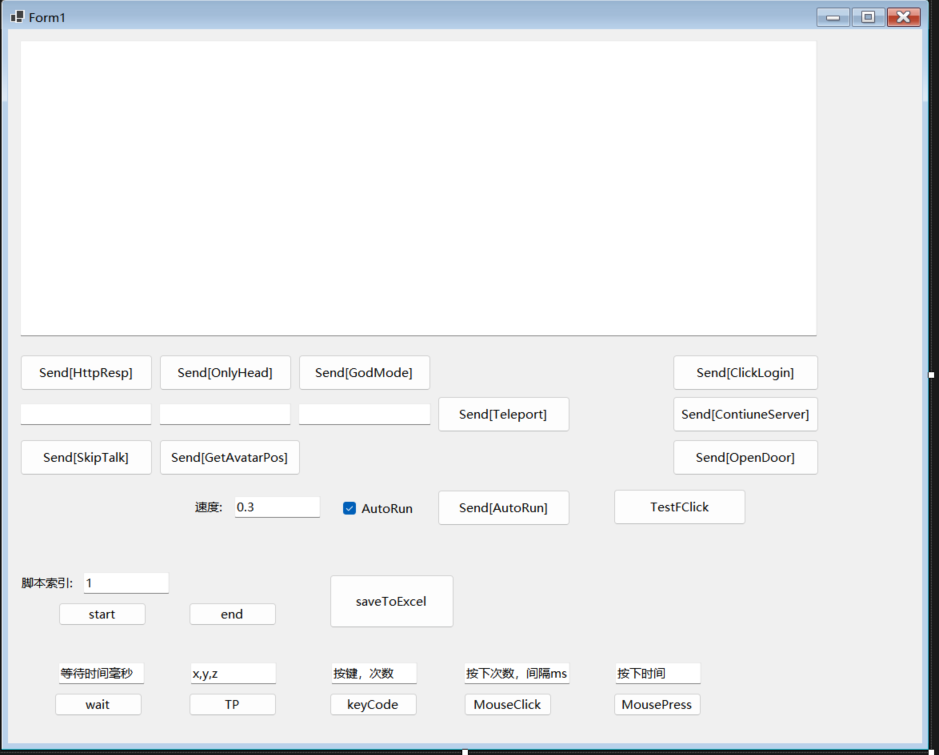 Form1
Send[HttpResp] Send[OnlyHead] Send[GodMode] Send[ClickLogin]
Send[Teleport] Send[ContiuneServer]
Send[SkipTalk] Send[GetAvatarPos] Send[OpenDoor]
速度: 0.3 AutoRun Send[AutoRun] TestFClick
脚本索引: 1
saveToExcel
start end
等待时间毫秒 x,y,z 按键，次数 按下次数，间隔ms 按下时间
wait TP keyCode MouseClick MousePress